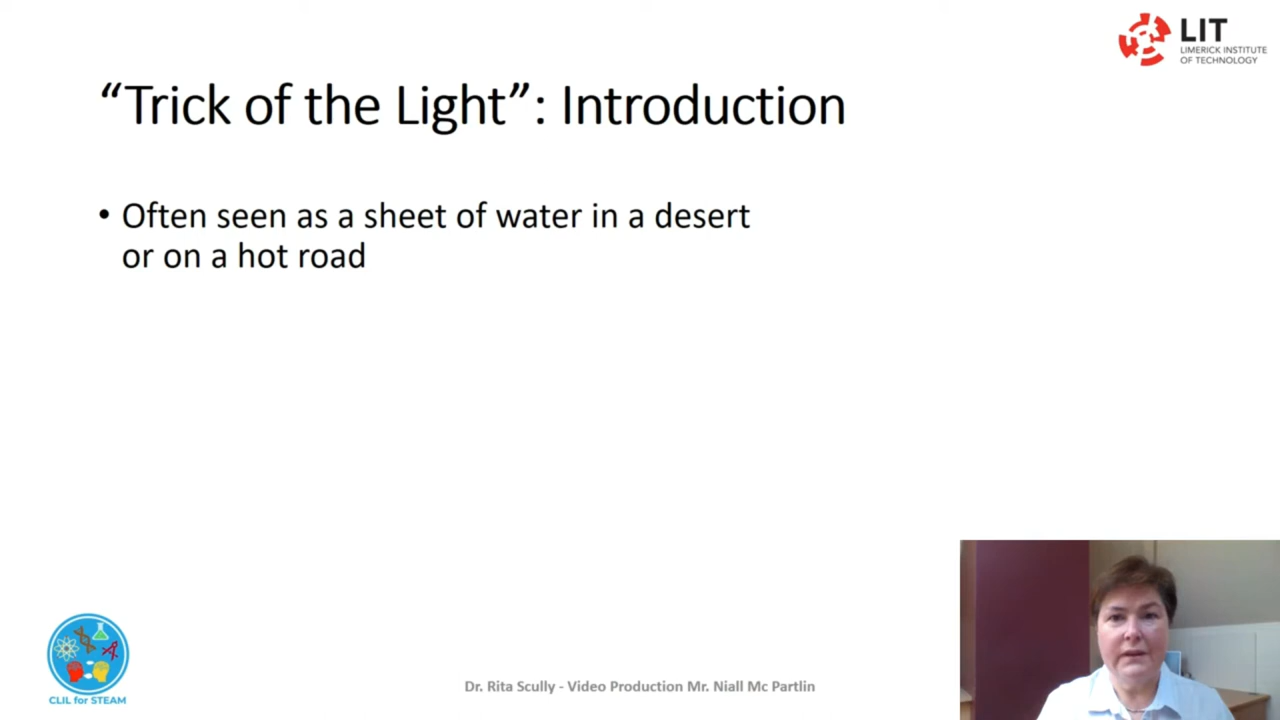 LIT
LIMERICK INSTITUTE
OF TECHNOLOGY
“Trick of the Light”: Introduction
• Often seen as a sheet of water in a desert
or on a hot road
CLIL for STEAM
Dr. Rita Scully - Video Production Mr. Niall Mc Partlin